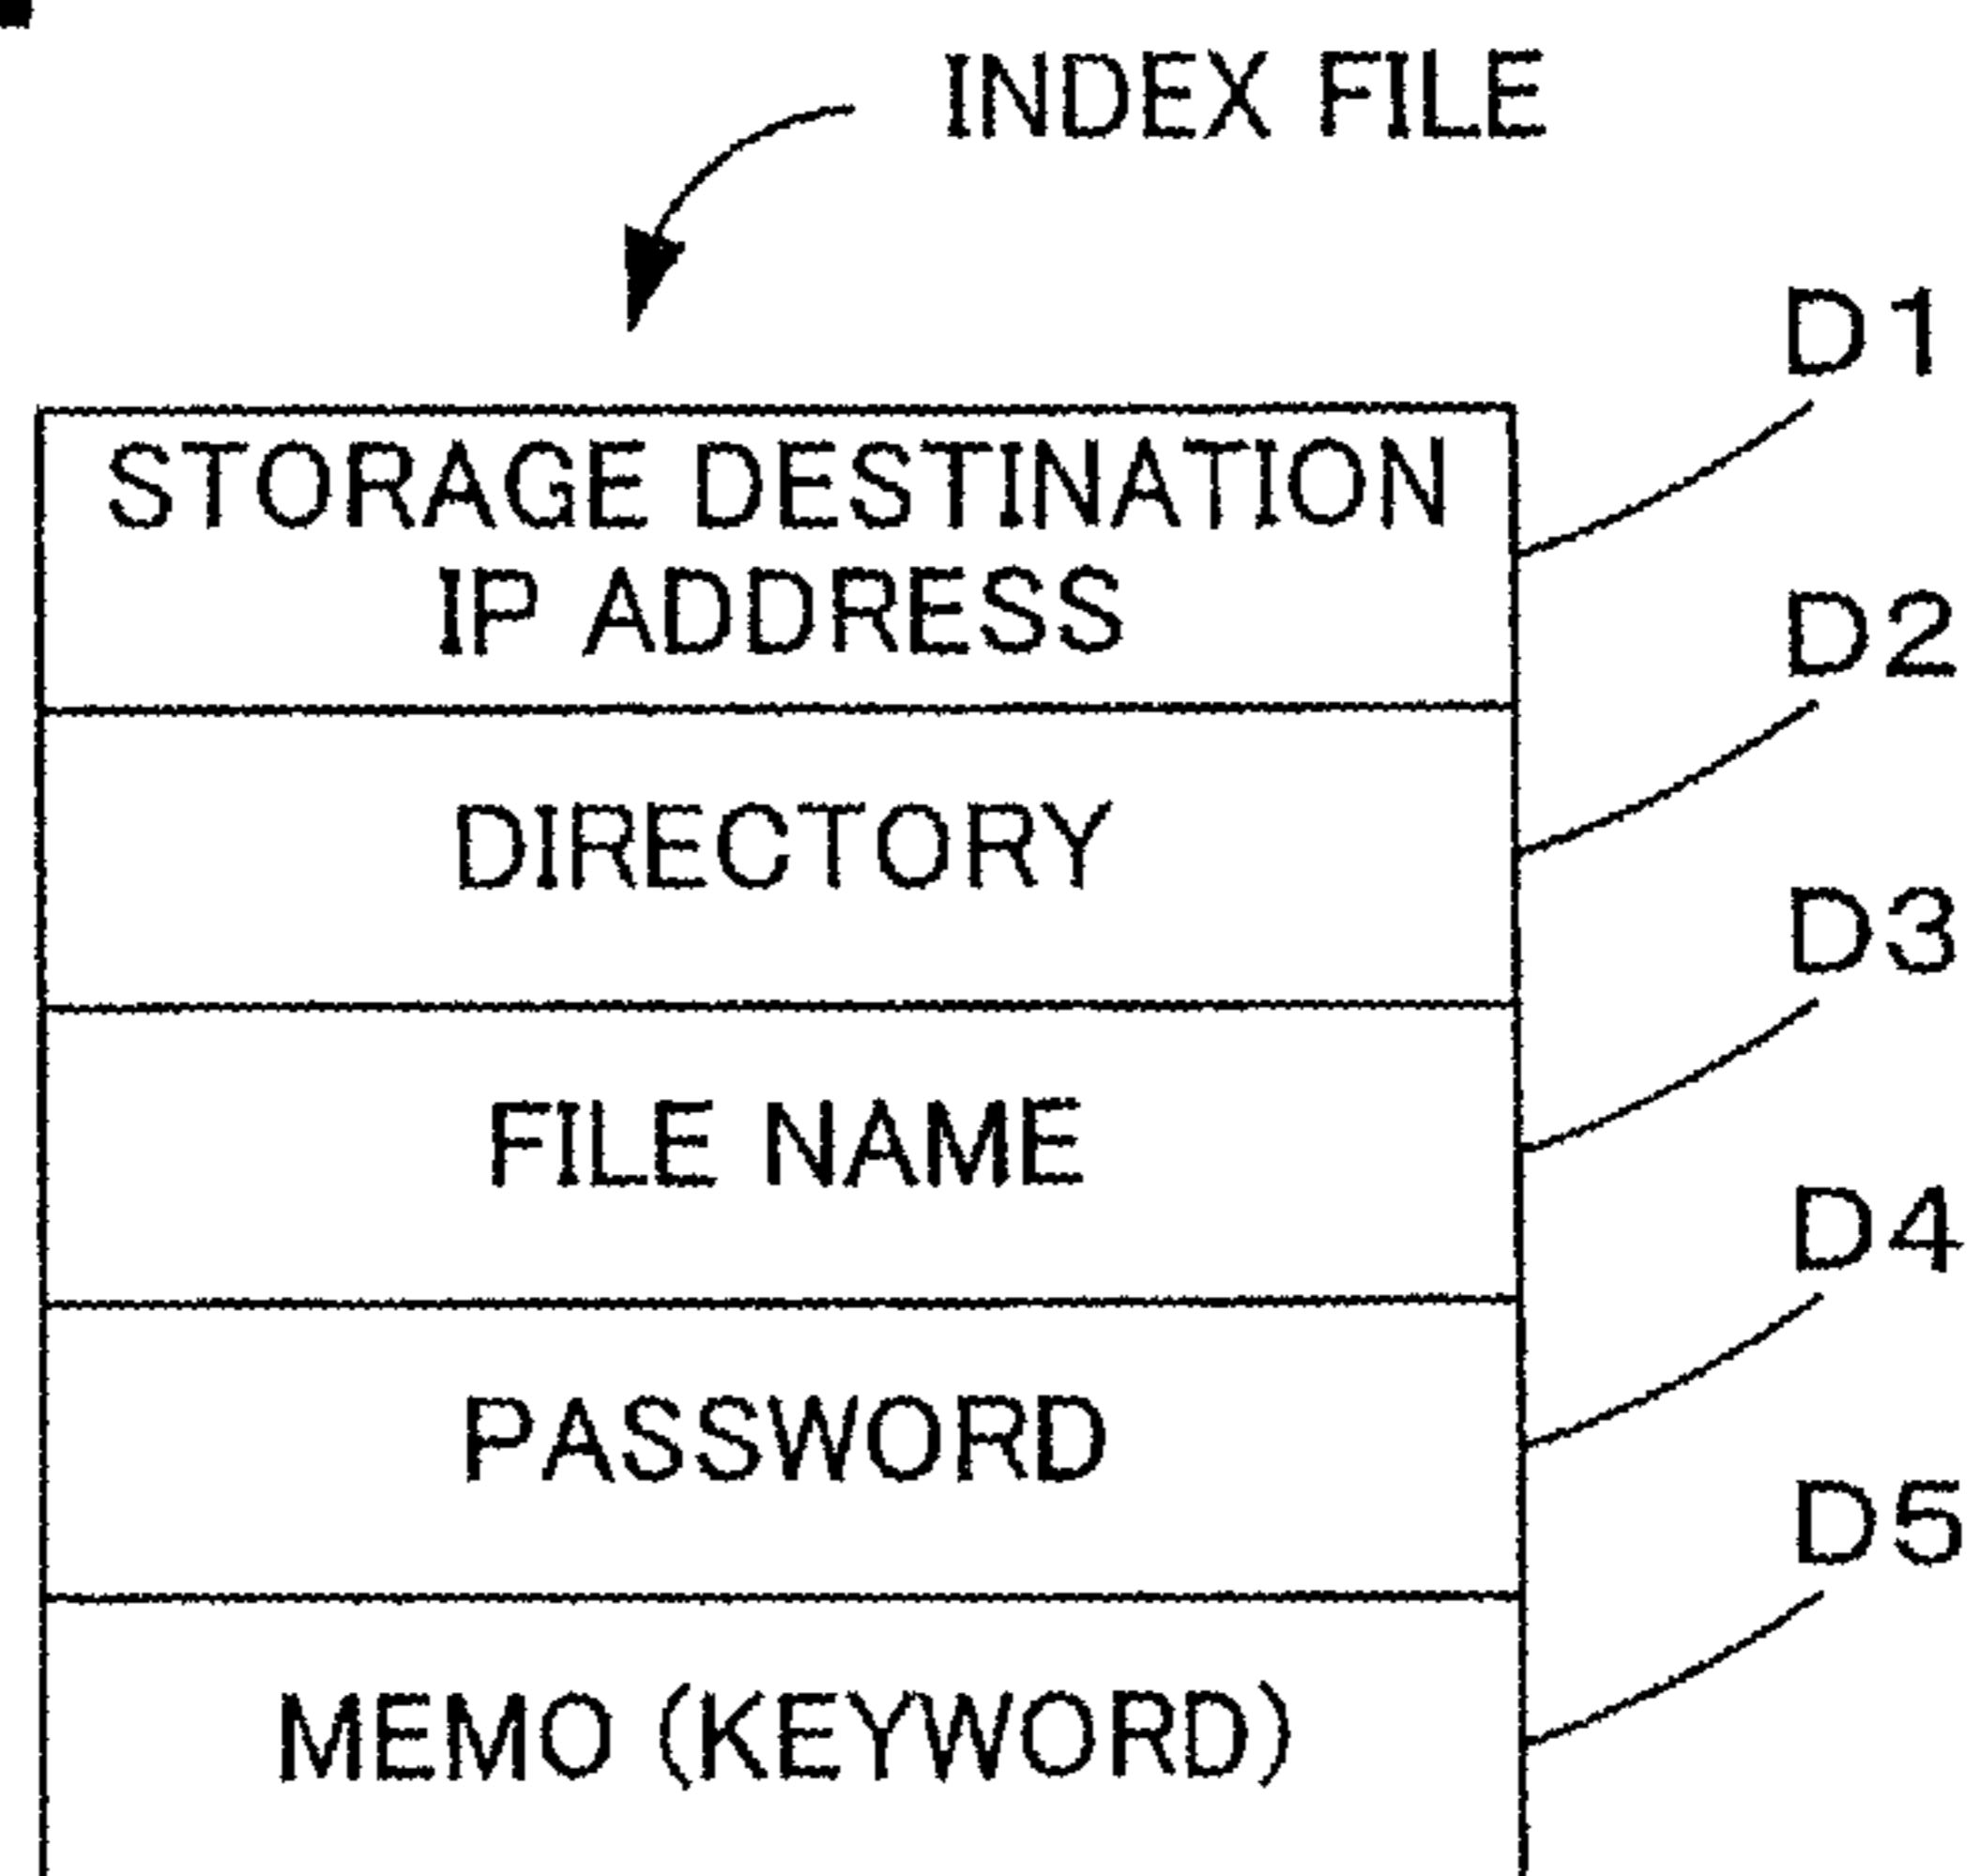 INDEX FILE
D1
STORAGE DESTINATION
IP ADDRESS
D2
DIRECTORY
D3
FILE NAME
D4
PASSWORD
D5
MEMO (KEYWORD)